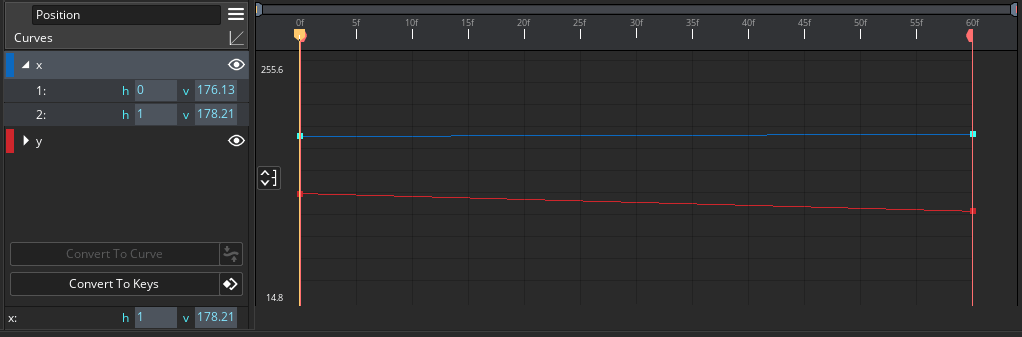 Position
Curves
x
1: h 0 v 176.13
2: h 1 v 178.21
y
Convert To Curve
Convert To Keys
x: h 1 v 178.21
0f 5f 10f 15f 20f 25f 30f 35f 40f 45f 50f 55f 60f
255.6
14.8